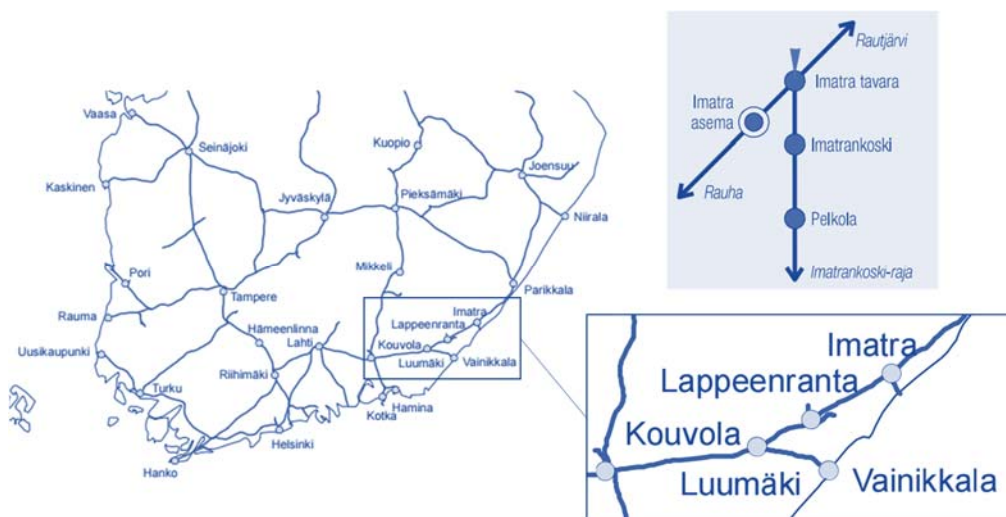 Vaasa
Seinäjoki
Kaskinen
Jyväskylä
Kuopio
Joensuu
Pieksämäki
Niirala
Mikkeli
Pori
Tampere
Parikkala
Rauma
Hämeenlinna
Lahti
Imatra
Lappeenranta
Kouvola
Luumäki
Vainikkala
Uusikaupunki
Riihimäki
Turku
Hamina
Kotka
Helsinki
Hanko
Rautjärvi
Imatra tavara
Imatra
asema
Imatrankoski
Rauha
Pelkola
Imatrankoski-raja
Imatra
Lappeenranta
Kouvola
Luumäki
Vainikkala